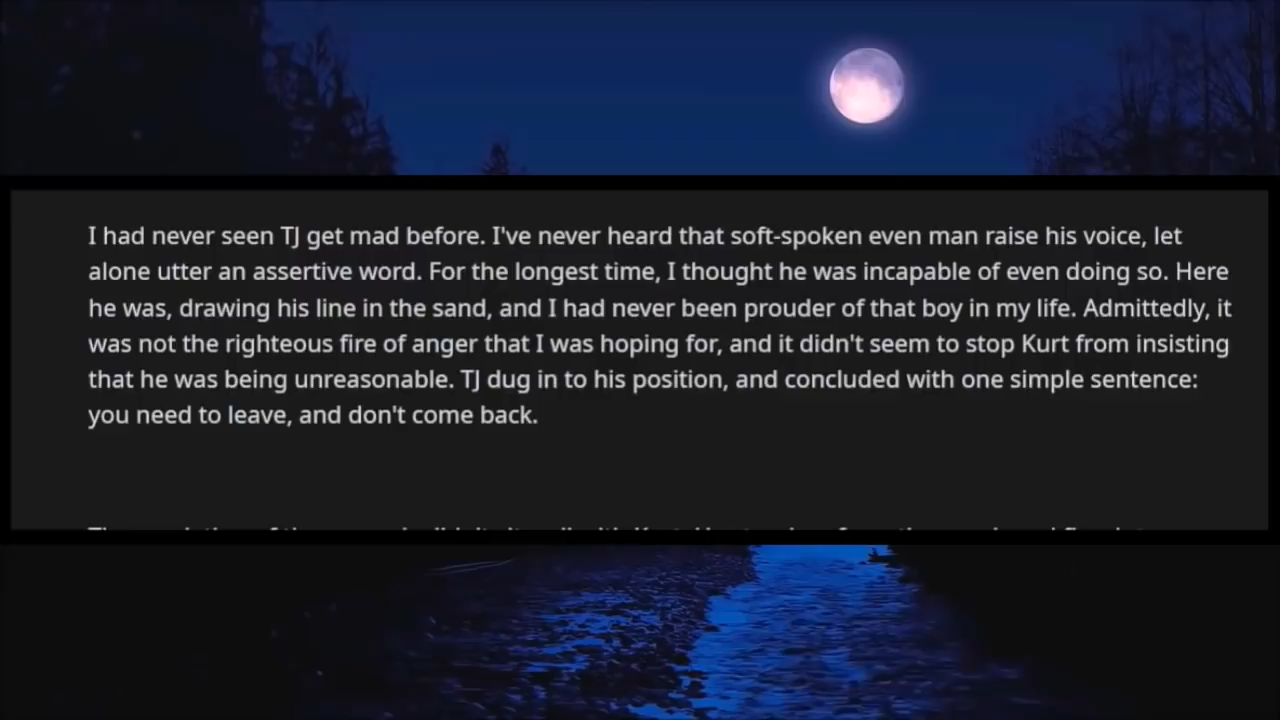 I had never seen TJ get mad before. I've never heard that soft-spoken even man raise his voice, let
alone utter an assertive word. For the longest time, I thought he was incapable of even doing so. Here
he was, drawing his line in the sand, and I had never been prouder of that boy in my life. Admittedly, it
was not the righteous fire of anger that I was hoping for, and it didn't seem to stop Kurt from insisting
that he was being unreasonable. TJ dug in to his position, and concluded with one simple sentence:
you need to leave, and don't come back.